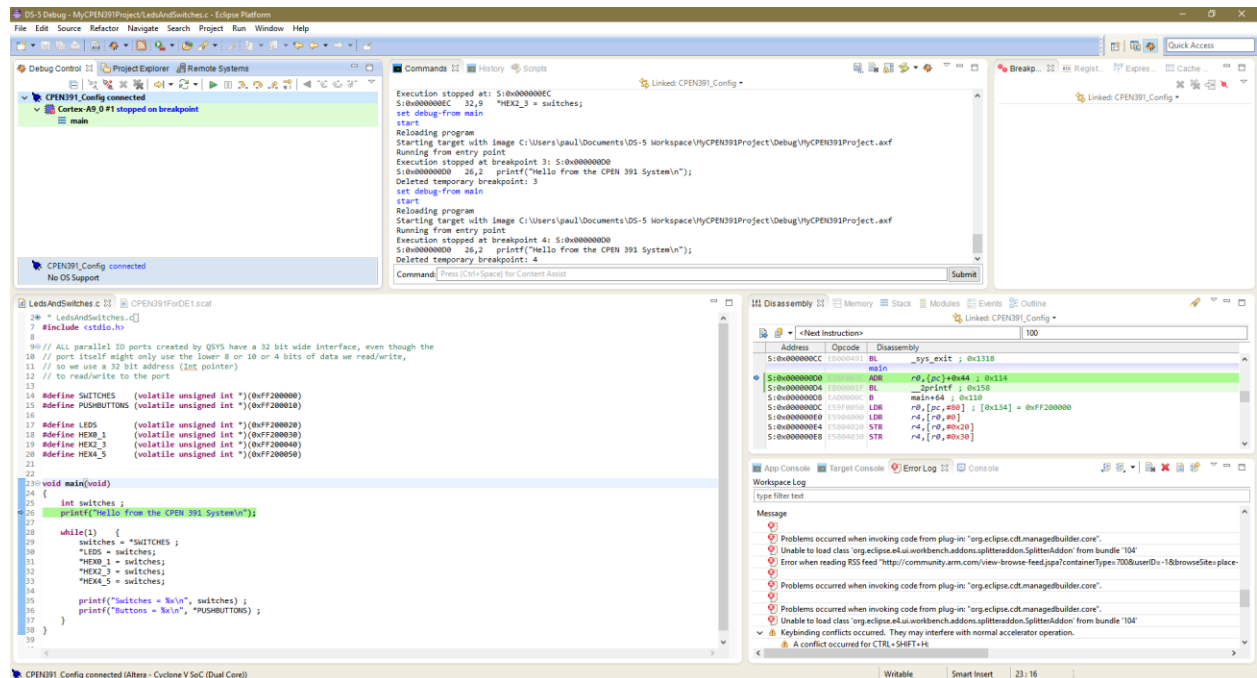 DS-5 Debug - MyCPEN391Project/LedsAndSwitches.c - Eclipse Platform
File Edit Source Refactor Navigate Search Project Run Window Help
Quick Access
Debug Control Project Explorer Remote Systems
CPEN391_Config connected
Cortex-A9_0 #1 stopped on breakpoint
main
CPEN391_Config connected
No OS Support
Commands History Scripts
Linked: CPEN391_Config
Execution stopped at: S:0x000000EC
S:0x000000EC 32,9 *HEX2_3 = switches;
set debug-from main
start
Reloading program
Starting target with image C:\Users\paul\Documents\DS-5 Workspace\MyCPEN391Project\Debug\MyCPEN391Project.axf
Running from entry point
Execution stopped at breakpoint 3: S:0x000000D0
S:0x000000D0 26,2 printf("Hello from the CPEN 391 System\n");
Deleted temporary breakpoint: 3
set debug-from main
start
Reloading program
Starting target with image C:\Users\paul\Documents\DS-5 Workspace\MyCPEN391Project\Debug\MyCPEN391Project.axf
Running from entry point
Execution stopped at breakpoint 4: S:0x000000D0
S:0x000000D0 26,2 printf("Hello from the CPEN 391 System\n");
Deleted temporary breakpoint: 4
Command: Press (Ctrl+Space) for Content Assist Submit
Breakp... Regist... Expres... Cache...
Linked: CPEN391_Config
LedsAndSwitches.c CPEN391ForDE1.scat
2 * LedsAndSwitches.c
7 #include <stdio.h>
8
9 // ALL parallel IO ports created by QSYS have a 32 bit wide interface, even though the
10 // port itself might only use the lower 8 or 10 or 4 bits of data we read/write,
11 // so we use a 32 bit address (Int pointer)
12 // to read/write to the port
13
14 #define SWITCHES (volatile unsigned int *)(0xFF200000)
15 #define PUSHBUTTONS (volatile unsigned int *)(0xFF200010)
16
17 #define LEDS (volatile unsigned int *)(0xFF200020)
18 #define HEX0_1 (volatile unsigned int *)(0xFF200030)
19 #define HEX2_3 (volatile unsigned int *)(0xFF200040)
20 #define HEX4_5 (volatile unsigned int *)(0xFF200050)
21
22
23 void main(void)
24 {
25 int switches ;
26 printf("Hello from the CPEN 391 System\n");
27
28 while(1) {
29 switches = *SWITCHES ;
30 *LEDS = switches;
31 *HEX0_1 = switches;
32 *HEX2_3 = switches;
33 *HEX4_5 = switches;
34
35 printf("Switches = %x\n", switches) ;
36 printf("Buttons = %x\n", *PUSHBUTTONS) ;
37 }
38 }
39
Disassembly Memory Stack Modules Events Outline
Linked: CPEN391_Config
<Next Instruction> 100
Address Opcode Disassembly
S:0x000000CC EB000491 BL _sys_exit ; 0x1318
main
S:0x000000D0 ADR r0,{pc}+0x44 ; 0x114
S:0x000000D4 EB00001F BL __2printf ; 0x158
S:0x000000D8 EA00000C B main+64 ; 0x110
S:0x000000DC E59F0050 LDR r0,[pc,#80] ; [0x134] = 0xFF200000
S:0x000000E0 E5904000 LDR r4,[r0,#0]
S:0x000000E4 E5804020 STR r4,[r0,#0x20]
S:0x000000E8 E5804030 STR r4,[r0,#0x30]
App Console Target Console Error Log Console
Workspace Log
type filter text
Message
Problems occurred when invoking code from plug-in: "org.eclipse.cdt.managedbuilder.core".
Unable to load class 'org.eclipse.e4.ui.workbench.addons.splitteraddon.SplitterAddon' from bundle '104'
Error when reading RSS feed "http://community.arm.com/view-browse-feed.jspa?containerType=700&userID=-1&browseSite=place-
Problems occurred when invoking code from plug-in: "org.eclipse.cdt.managedbuilder.core".
Problems occurred when invoking code from plug-in: "org.eclipse.cdt.managedbuilder.core".
Unable to load class 'org.eclipse.e4.ui.workbench.addons.splitteraddon.SplitterAddon' from bundle '104'
Keybinding conflicts occurred. They may interfere with normal accelerator operation.
A conflict occurred for CTRL+SHIFT+H:
CPEN391_Config connected (Altera - Cyclone V SoC (Dual Core)) Writable Smart Insert 23 : 16